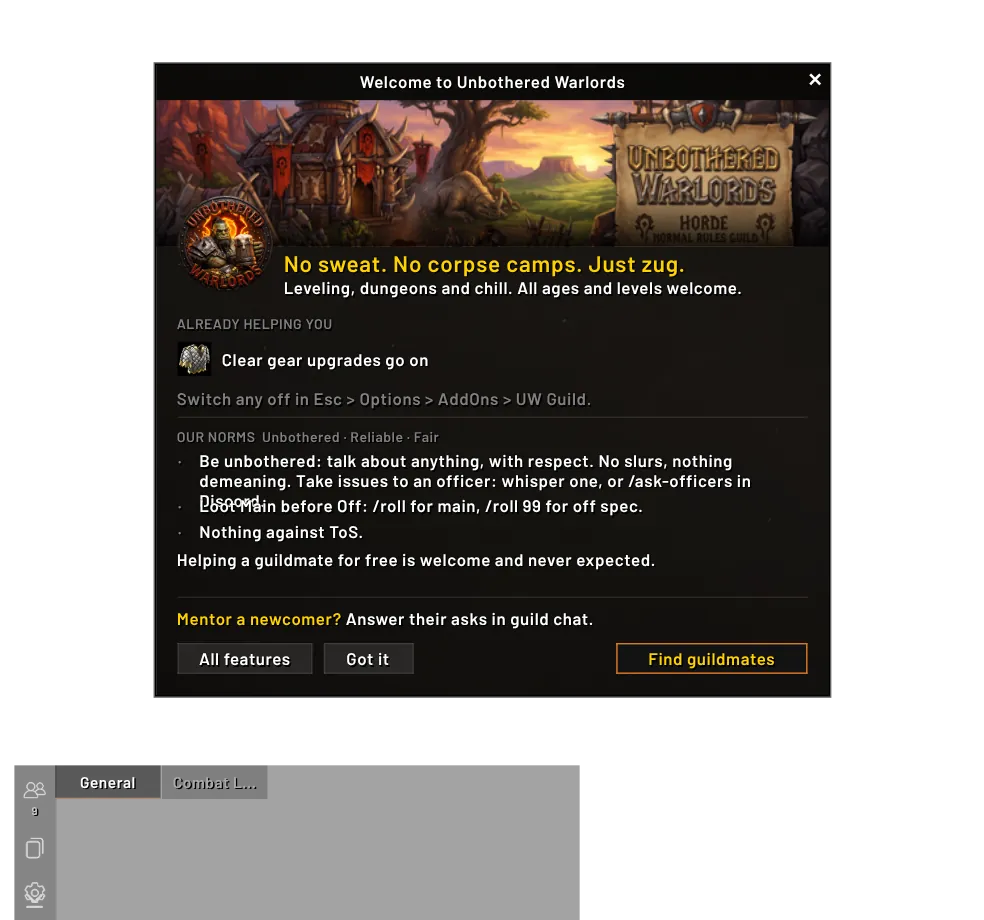 Welcome to Unbothered Warlords
UNBOTHERED
WARLORDS
HORDE
NORMAL RULES GUILD
UNBOTHERED
WARLORDS
No sweat. No corpse camps. Just zug.
Leveling, dungeons and chill. All ages and levels welcome.
ALREADY HELPING YOU
Clear gear upgrades go on
Switch any off in Esc > Options > AddOns > UW Guild.
OUR NORMS Unbothered · Reliable · Fair
· Be unbothered: talk about anything, with respect. No slurs, nothing
demeaning. Take issues to an officer: whisper one, or /ask-officers in
Discord.
· Loot Main before Off: /roll for main, /roll 99 for off spec.
· Nothing against ToS.
Helping a guildmate for free is welcome and never expected.
Mentor a newcomer? Answer their asks in guild chat.
All features
Got it
Find guildmates
General
Combat L...
9